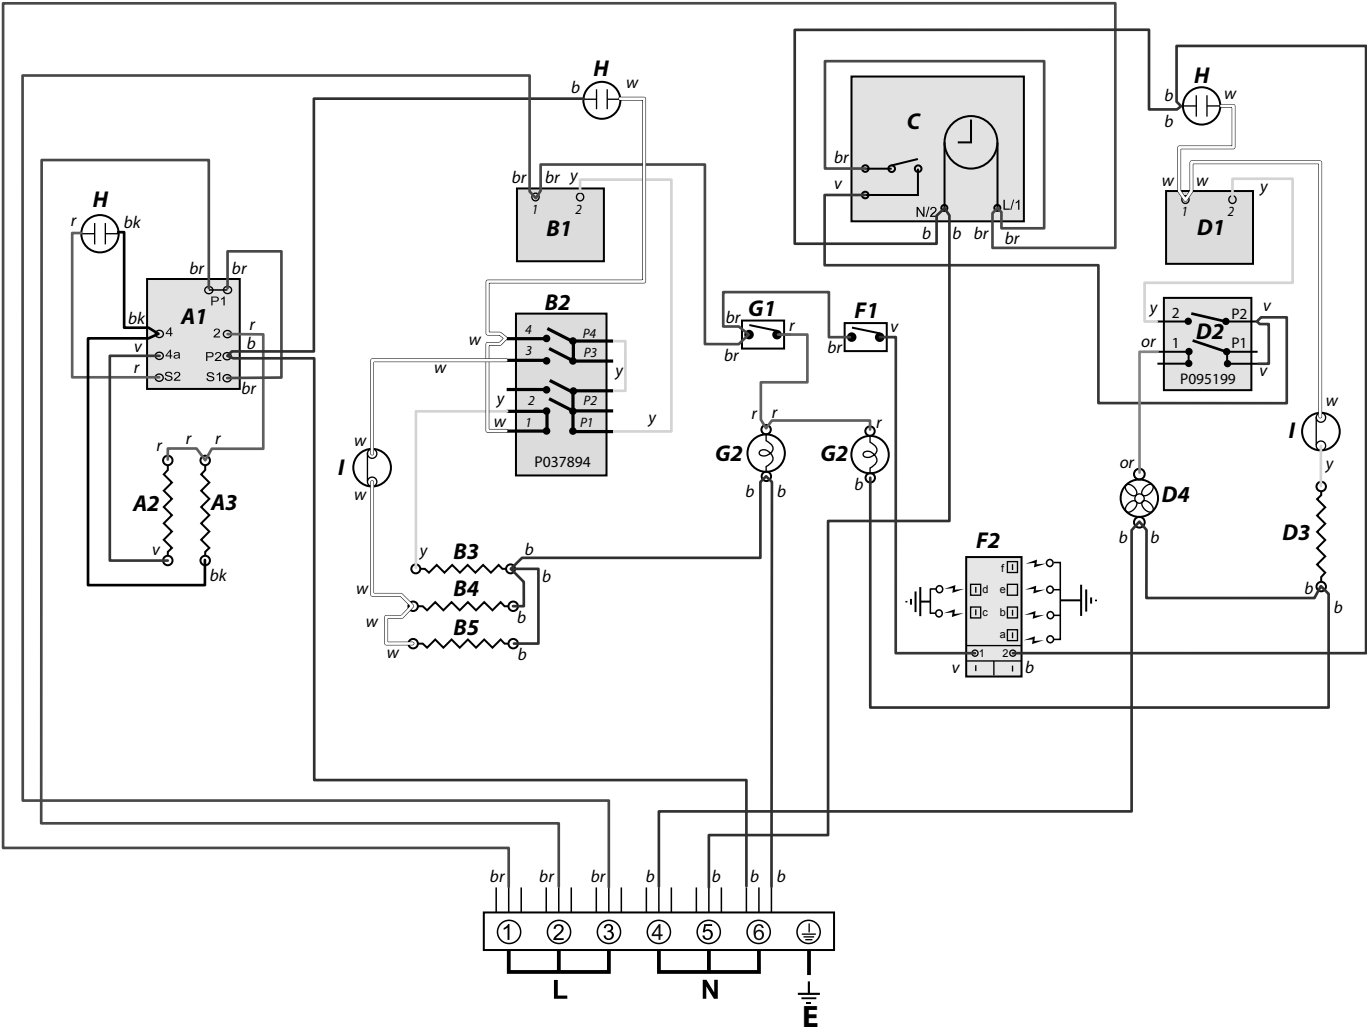 H
b
w
H
b
b
w
C
br
v
N/2
L/1
b
b
br
br
br
br
y
1
2
B1
w
w
y
1
2
D1
H
r
bk
br
br
P1
bk
A1
4
2
r
v
4a
P2
b
r
S2
S1
br
B2
w
4
P4
w
3
P3
w
y
y
2
P2
w
1
P1
y
P037894
G1
br
r
br
F1
v
br
y
2
P2
v
D2
or
1
P1
v
P095199
r
r
r
A2
A3
v
bk
w
I
w
r
r
r
G2
G2
b
b
b
w
I
y
or
D4
b
b
D3
b
b
y
B3
b
b
w
B4
b
w
B5
w
b
F2
f
d
e
c
b
a
1
2
v
b
br
br
br
b
b
b
b
1
2
3
4
5
6
L
N
E